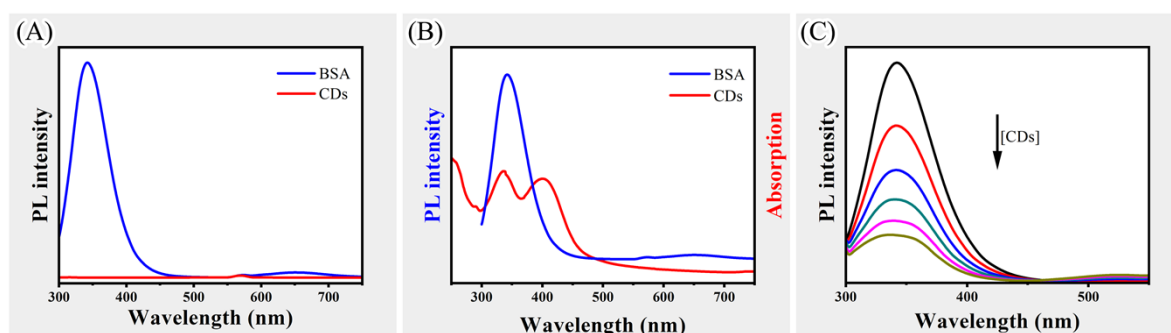 (A)
PL intensity
BSA
CDs
300 400 500 600 700
Wavelength (nm)
(B)
PL intensity
BSA
CDs
Absorption
300 400 500 600 700
Wavelength (nm)
(C)
PL intensity
[CDs]
300 400 500
Wavelength (nm)